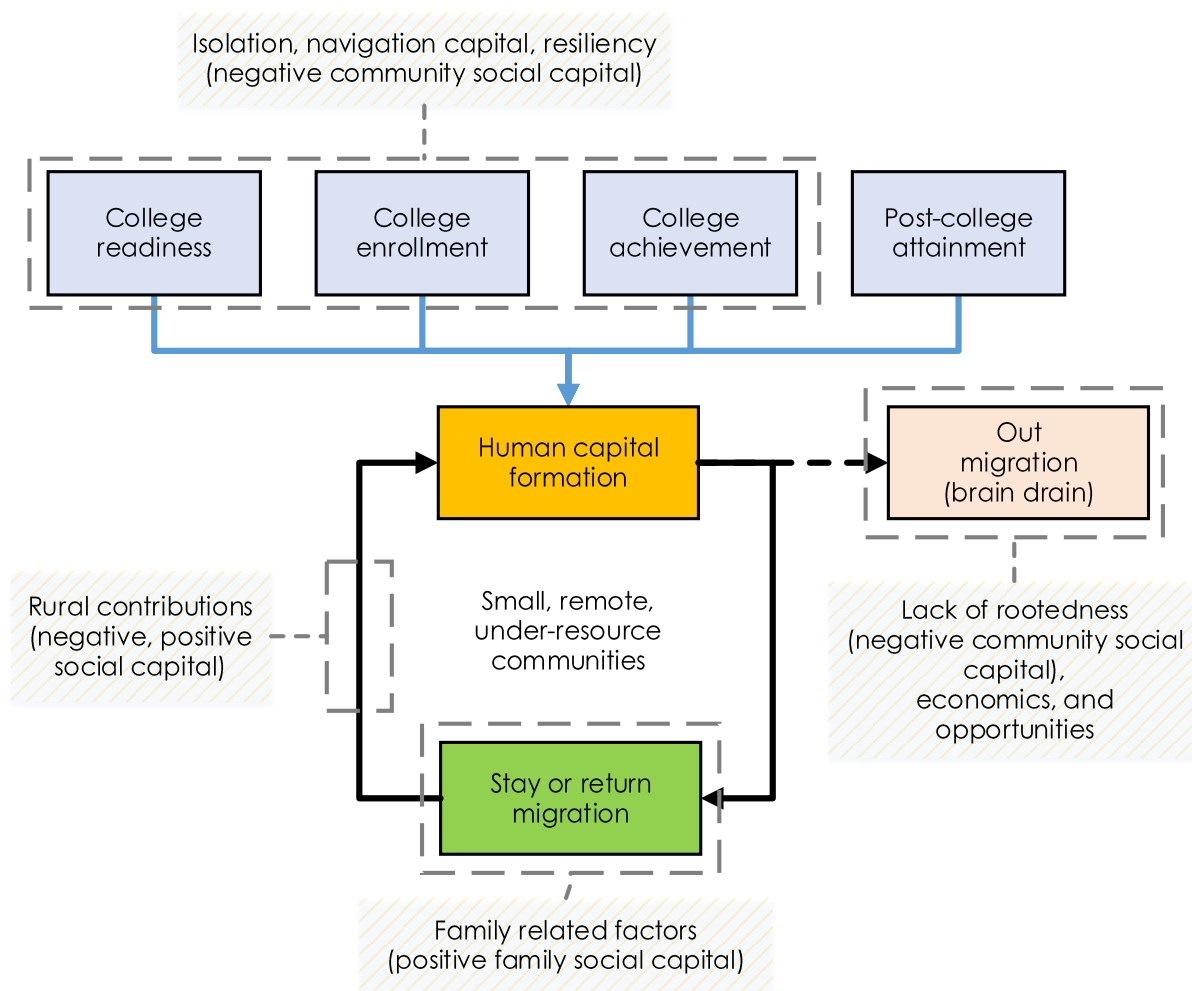 Isolation, navigation capital, resiliency
(negative community social capital)
College
readiness
College
enrollment
College
achievement
Post-college
attainment
Human capital
formation
Out
migration
(brain drain)
Rural contributions
(negative, positive
social capital)
Small, remote,
under-resource
communities
Lack of rootedness
(negative community social
capital),
economics, and
opportunities
Stay or return
migration
Family related factors
(positive family social capital)